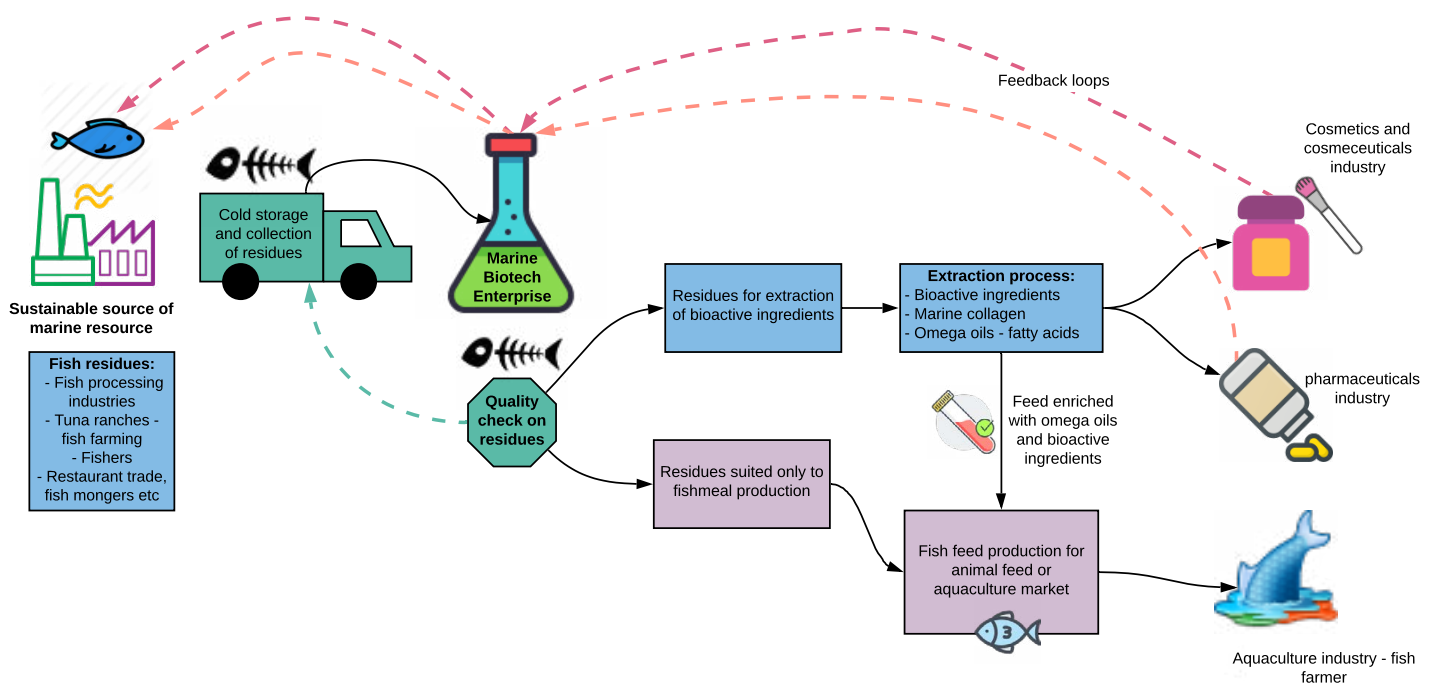 Feedback loops
Cosmetics and
cosmeceuticals
industry
Cold storage
and collection
of residues
Marine
Biotech
Enterprise
Sustainable source of
marine resource
Fish residues:
- Fish processing
industries
- Tuna ranches -
fish farming
- Fishers
- Restaurant trade,
fish mongers etc
Quality
check on
residues
Residues for extraction
of bioactive ingredients
Extraction process:
- Bioactive ingredients
- Marine collagen
- Omega oils - fatty acids
pharmaceuticals
industry
Feed enriched
with omega oils
and bioactive
ingredients
Residues suited only to
fishmeal production
Fish feed production for
animal feed or
aquaculture market
3
Aquaculture industry - fish
farmer